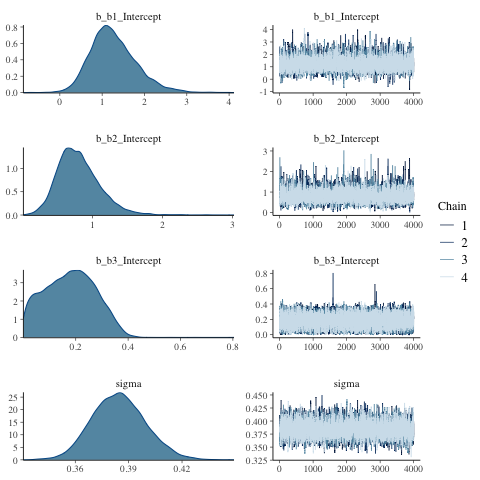 b_b1_Intercept
0.8
0.6
0.4
0.2
0.0
0 1 2 3 4
b_b1_Intercept
4
3
2
1
0
-1
0 1000 2000 3000 4000
b_b2_Intercept
1.0
0.5
0.0
1 2 3
b_b2_Intercept
3
2
1
0
0 1000 2000 3000 4000
b_b3_Intercept
3
2
1
0
0.2 0.4 0.6 0.8
b_b3_Intercept
0.8
0.6
0.4
0.2
0.0
0 1000 2000 3000 4000
sigma
25
20
15
10
5
0
0.36 0.39 0.42
sigma
0.450
0.425
0.400
0.375
0.350
0.325
0 1000 2000 3000 4000
Chain
1
2
3
4